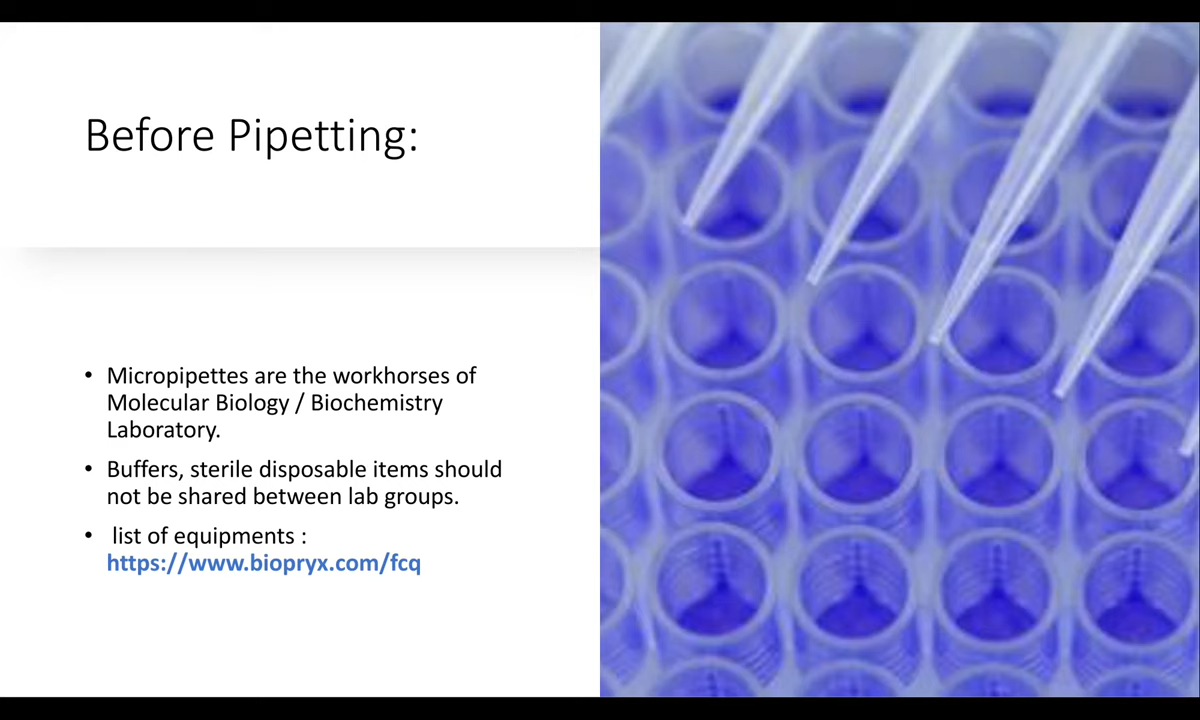 Before Pipetting:
• Micropipettes are the workhorses of
Molecular Biology / Biochemistry
Laboratory.
• Buffers, sterile disposable items should
not be shared between lab groups.
• list of equipments :
https://www.biopryx.com/fcq